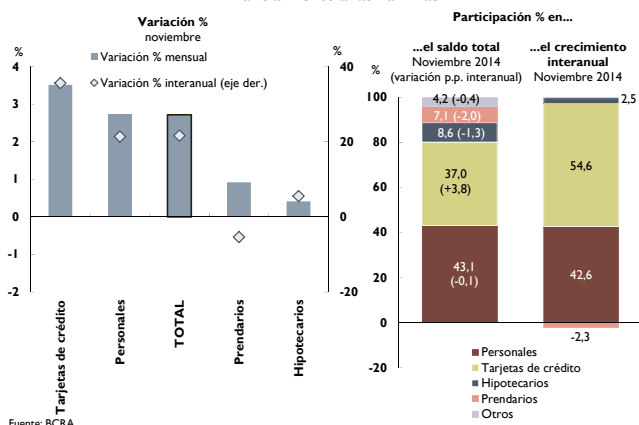 Variación %
noviembre
%
%
Variación % mensual
Variación % interanual (eje der.)
4
3
2
1
0
-1
-2
40
20
0
-20
Tarjetas de crédito
Personales
TOTAL
Prendarios
Hipotecarios
Fuente: BCRA
Participación % en...
...el saldo total
Noviembre 2014
(variación p.p. interanual)
...el crecimiento
interanual
Noviembre 2014
%
100
80
60
40
20
0
-20
4,2 (-0,4)
7,1 (-2,0)
8,6 (-1,3)
37,0
(+3,8)
43,1
(-0,1)
2,5
54,6
42,6
-2,3
Personales
Tarjetas de crédito
Hipotecarios
Prendarios
Otros